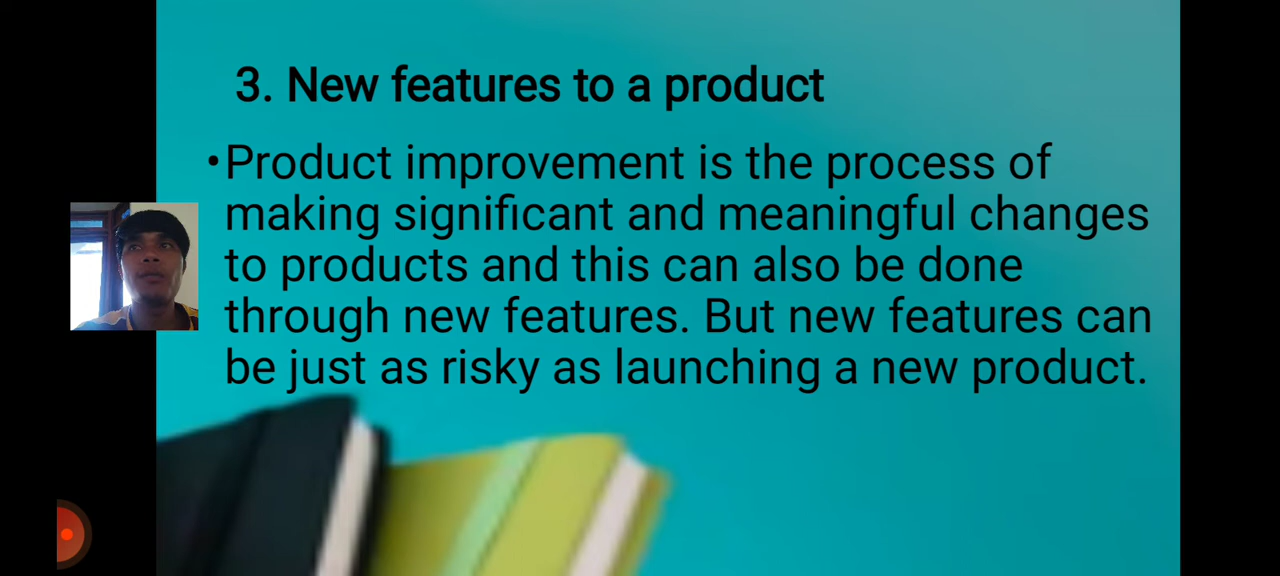 3. New features to a product
•Product improvement is the process of
making significant and meaningful changes
to products and this can also be done
through new features. But new features can
be just as risky as launching a new product.